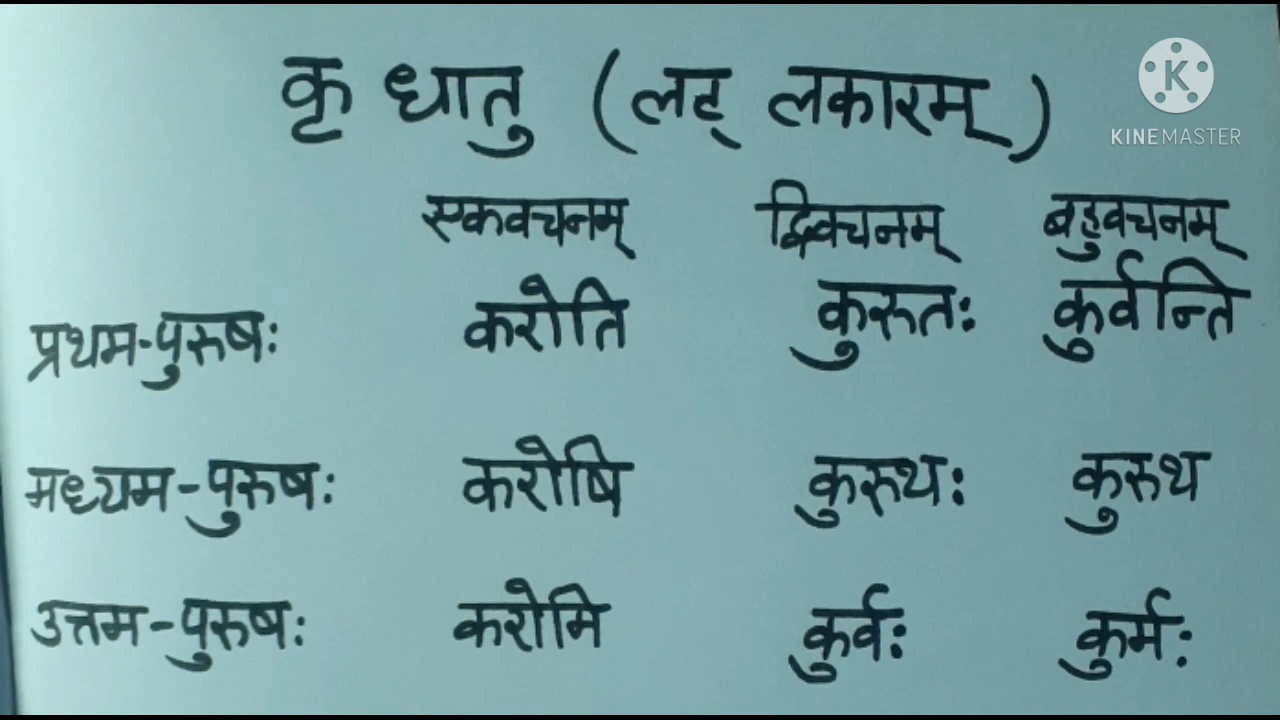 कृ धातु (लट् लकारम्)
K
KINEMASTER
एकवचनम् द्विवचनम् बहुवचनम्
प्रथम-पुरुषः करोति कुरुतः कुर्वन्ति
मध्यम-पुरुषः करोषि कुरुथः कुरुथ
उत्तम-पुरुषः करोमि कुर्वः कुर्मः